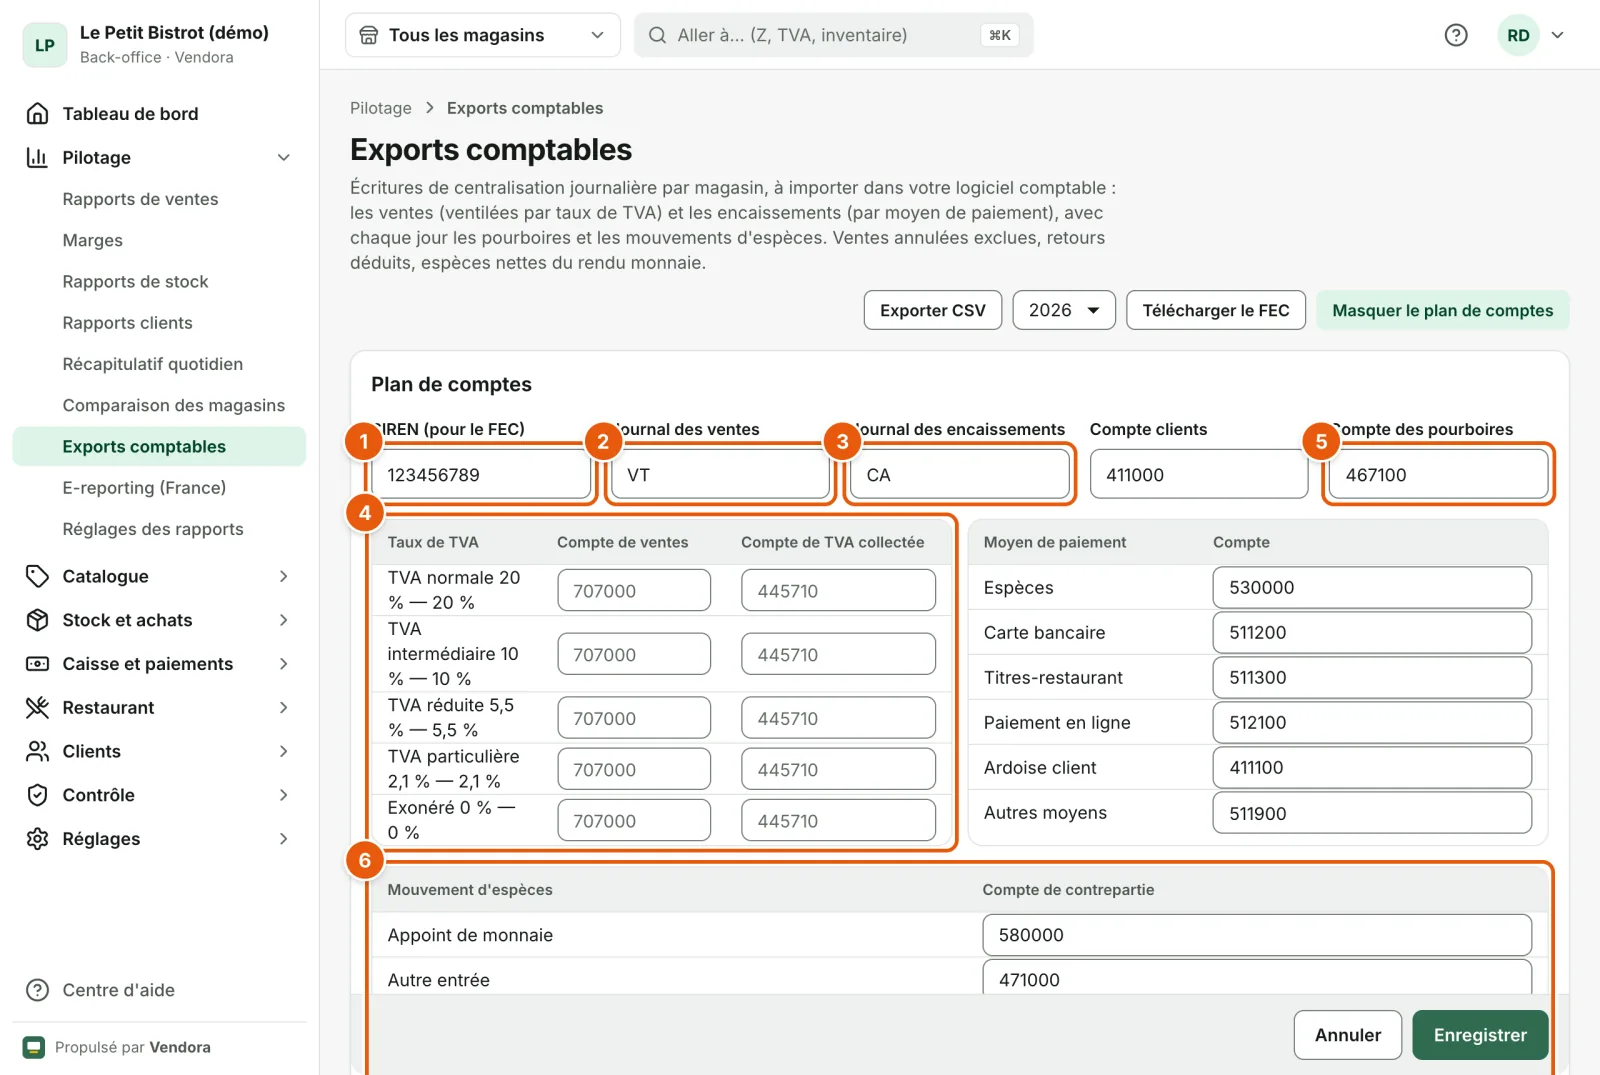 LP
Le Petit Bistrot (démo)
Back-office · Vendora
Tous les magasins
Aller à... (Z, TVA, inventaire)
⌘K
RD
Tableau de bord
Pilotage
Rapports de ventes
Marges
Rapports de stock
Rapports clients
Récapitulatif quotidien
Comparaison des magasins
Exports comptables
E-reporting (France)
Réglages des rapports
Catalogue
Stock et achats
Caisse et paiements
Restaurant
Clients
Contrôle
Réglages
Centre d'aide
Propulsé par Vendora
Pilotage > Exports comptables
Exports comptables
Écritures de centralisation journalière par magasin, à importer dans votre logiciel comptable :
les ventes (ventilées par taux de TVA) et les encaissements (par moyen de paiement), avec
chaque jour les pourboires et les mouvements d'espèces. Ventes annulées exclues, retours
déduits, espèces nettes du rendu monnaie.
Exporter CSV
2026
Télécharger le FEC
Masquer le plan de comptes
Plan de comptes
1
SIREN (pour le FEC)
123456789
2
Journal des ventes
VT
3
Journal des encaissements
CA
Compte clients
411000
5
Compte des pourboires
467100
4
Taux de TVA Compte de ventes Compte de TVA collectée
TVA normale 20
% — 20 %
707000 445710
TVA
intermédiaire 10
% — 10 %
707000 445710
TVA réduite 5,5
% — 5,5 %
707000 445710
TVA particulière
2,1 % — 2,1 %
707000 445710
Exonéré 0 % —
0 %
707000 445710
Moyen de paiement Compte
Espèces 530000
Carte bancaire 511200
Titres-restaurant 511300
Paiement en ligne 512100
Ardoise client 411100
Autres moyens 511900
6
Mouvement d'espèces Compte de contrepartie
Appoint de monnaie 580000
Autre entrée 471000
Annuler
Enregistrer